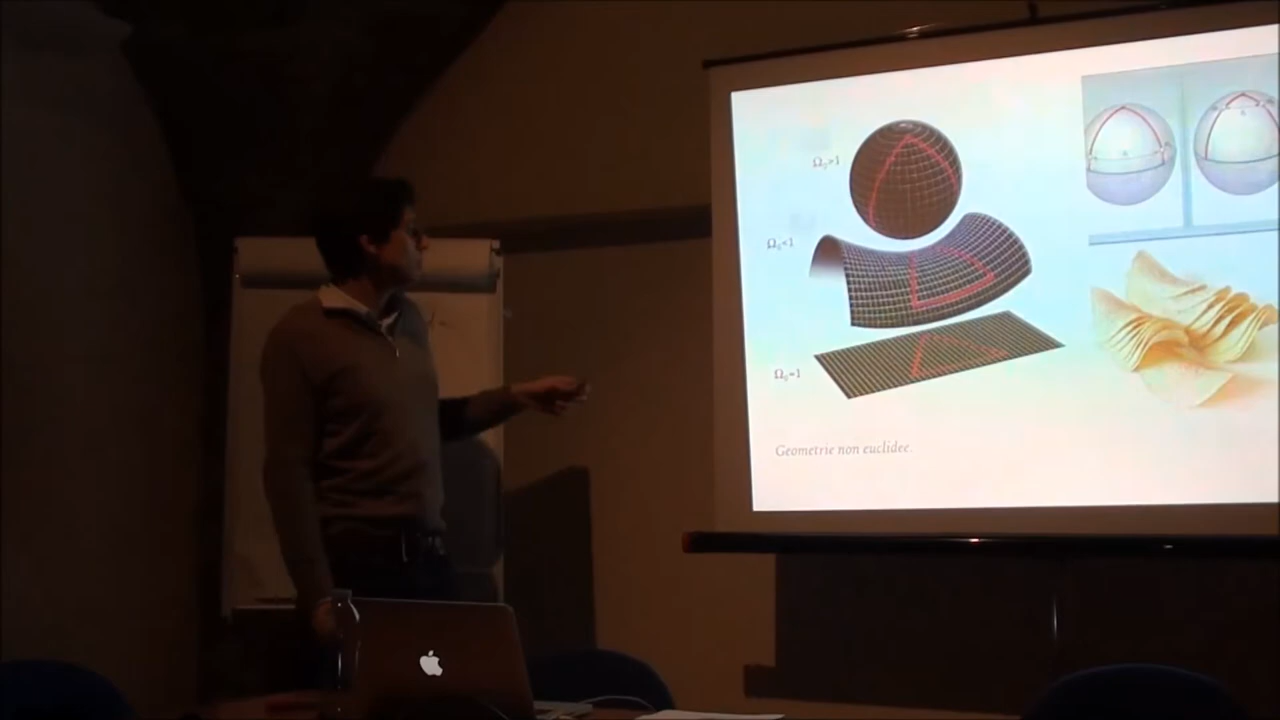 Ω₀>1
Ω₀<1
Ω₀=1
Geometrie non euclidee.